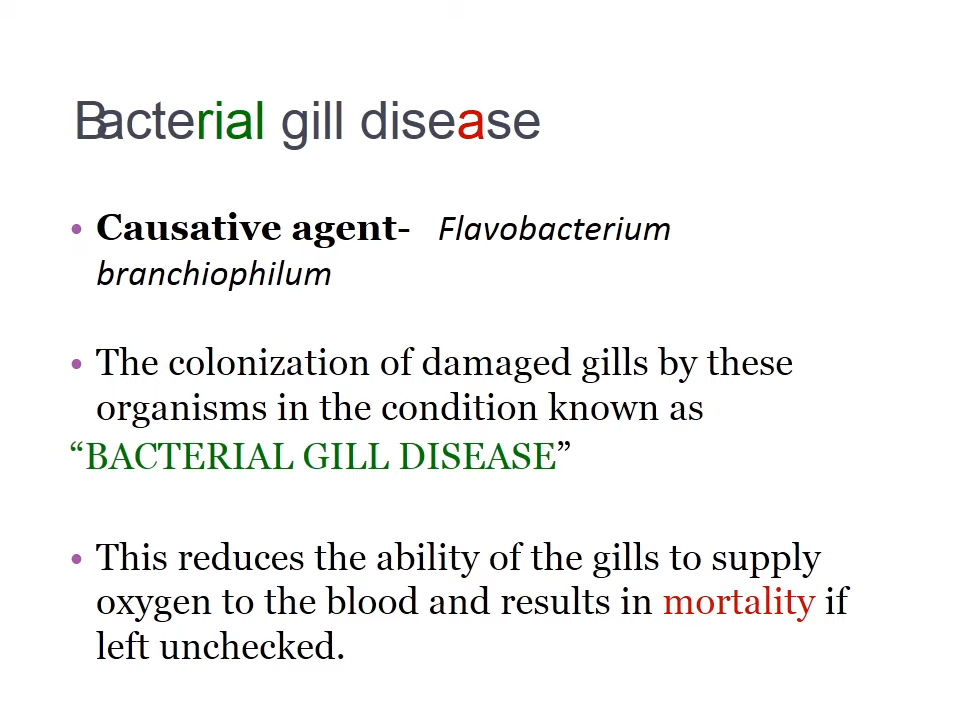 Bacterial gill disease
• Causative agent- Flavobacterium
branchiophilum
• The colonization of damaged gills by these
organisms in the condition known as
“BACTERIAL GILL DISEASE”
• This reduces the ability of the gills to supply
oxygen to the blood and results in mortality if
left unchecked.